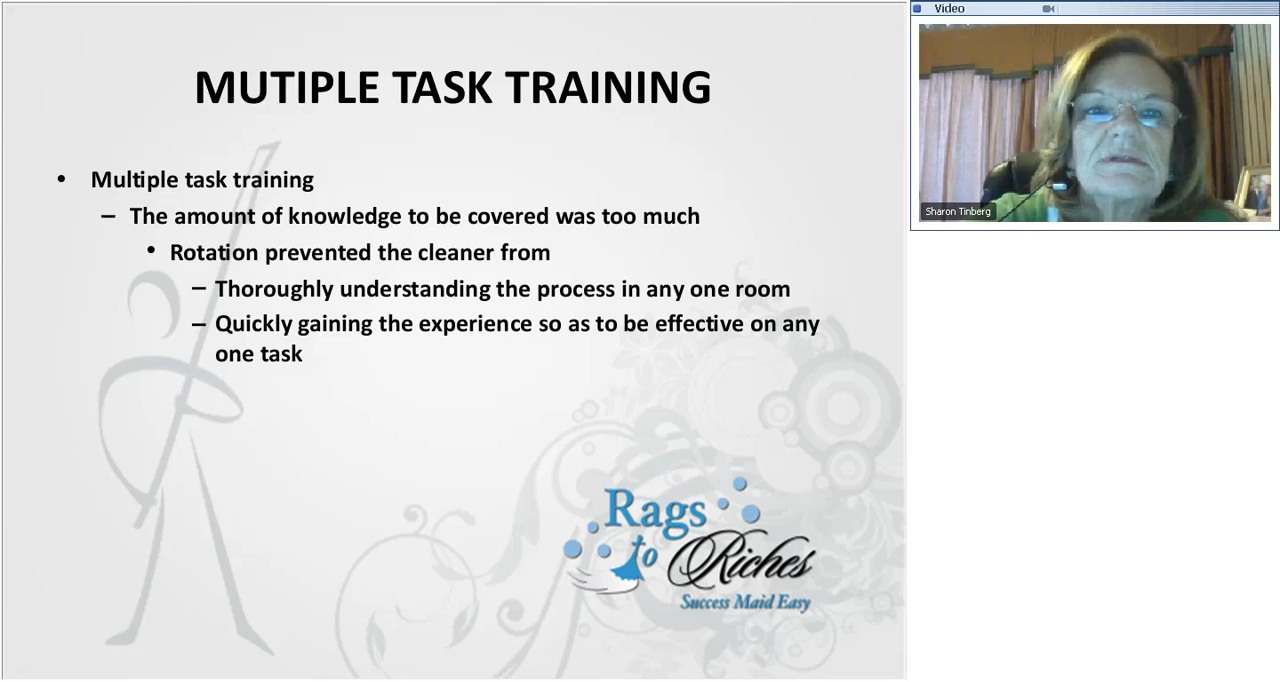 MUTIPLE TASK TRAINING
• Multiple task training
– The amount of knowledge to be covered was too much
• Rotation prevented the cleaner from
– Thoroughly understanding the process in any one room
– Quickly gaining the experience so as to be effective on any
one task
Rags
to Riches
Success Maid Easy
Video
Sharon Tinberg